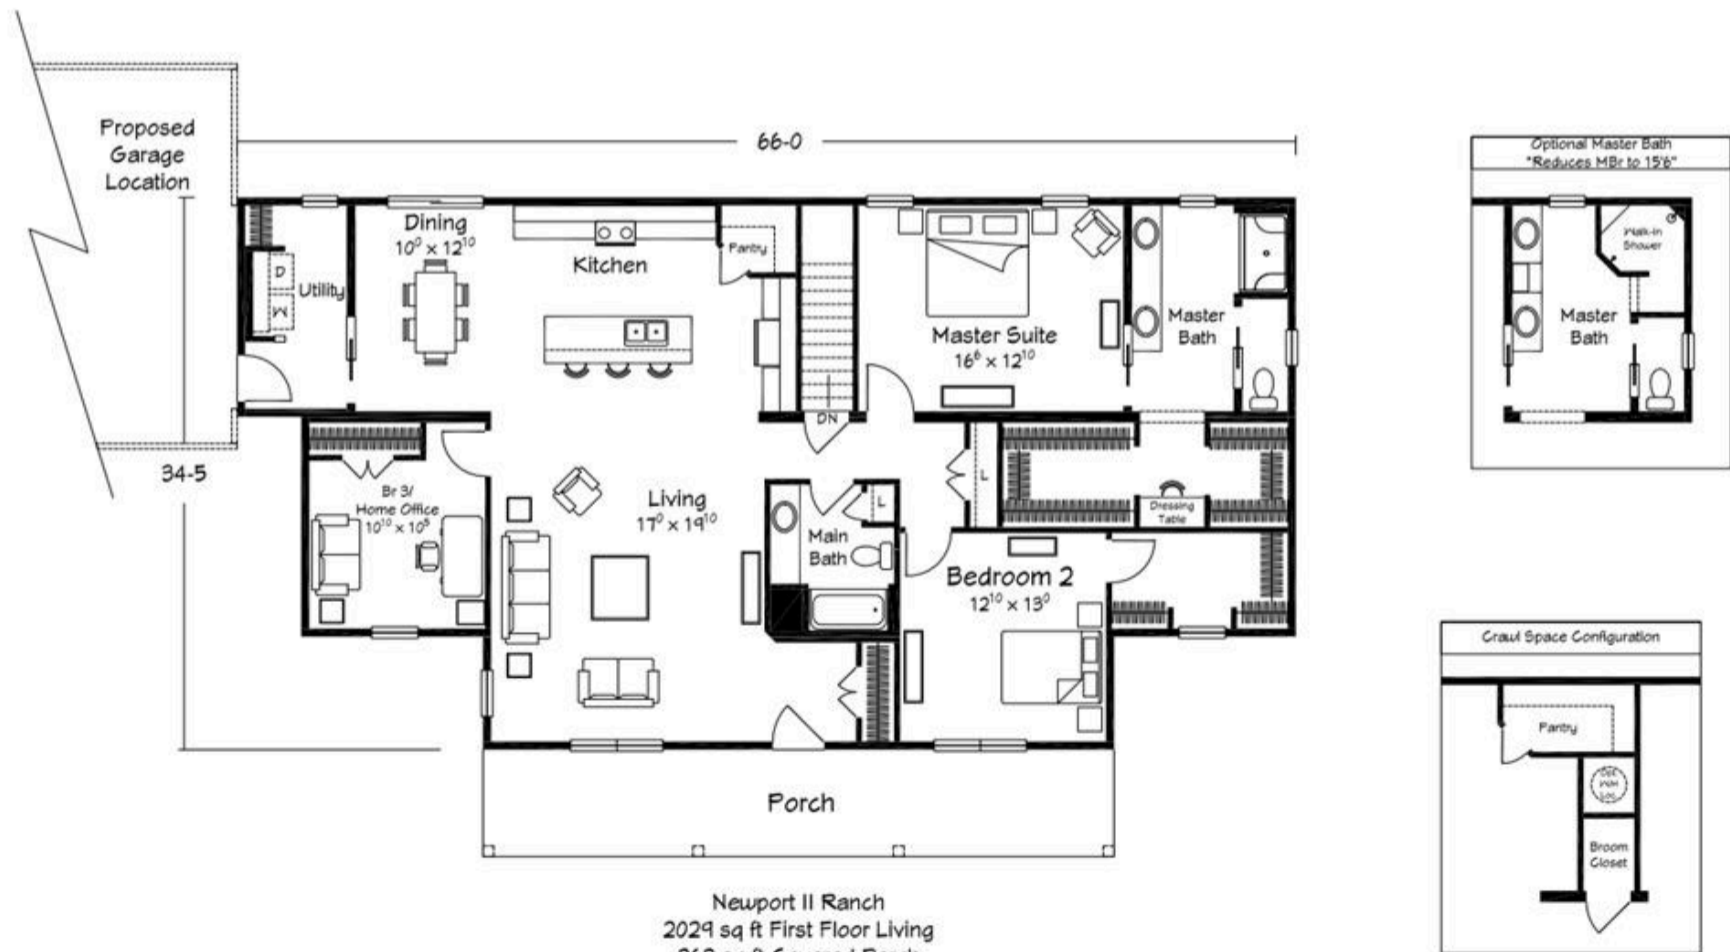 Proposed
Garage
Location
66-0
34-5
Dining
10⁰ x 12¹⁰
Kitchen
Pantry
D
W
Utility
Master Suite
16⁶ x 12¹⁰
Master
Bath
DN
Br 3/
Home Office
Living
17⁰ x 19¹⁰
L
Main
Bath
L
Dressing
Table
Bedroom 2
12¹⁰ x 13⁰
Porch
Newport II Ranch
2029 sq ft First Floor Living
Optional Master Bath
"Reduces MBr to 15'6"
Walk-in
Shower
Master
Bath
Crawl Space Configuration
Pantry
Opt
WH
Loc
Broom
Closet